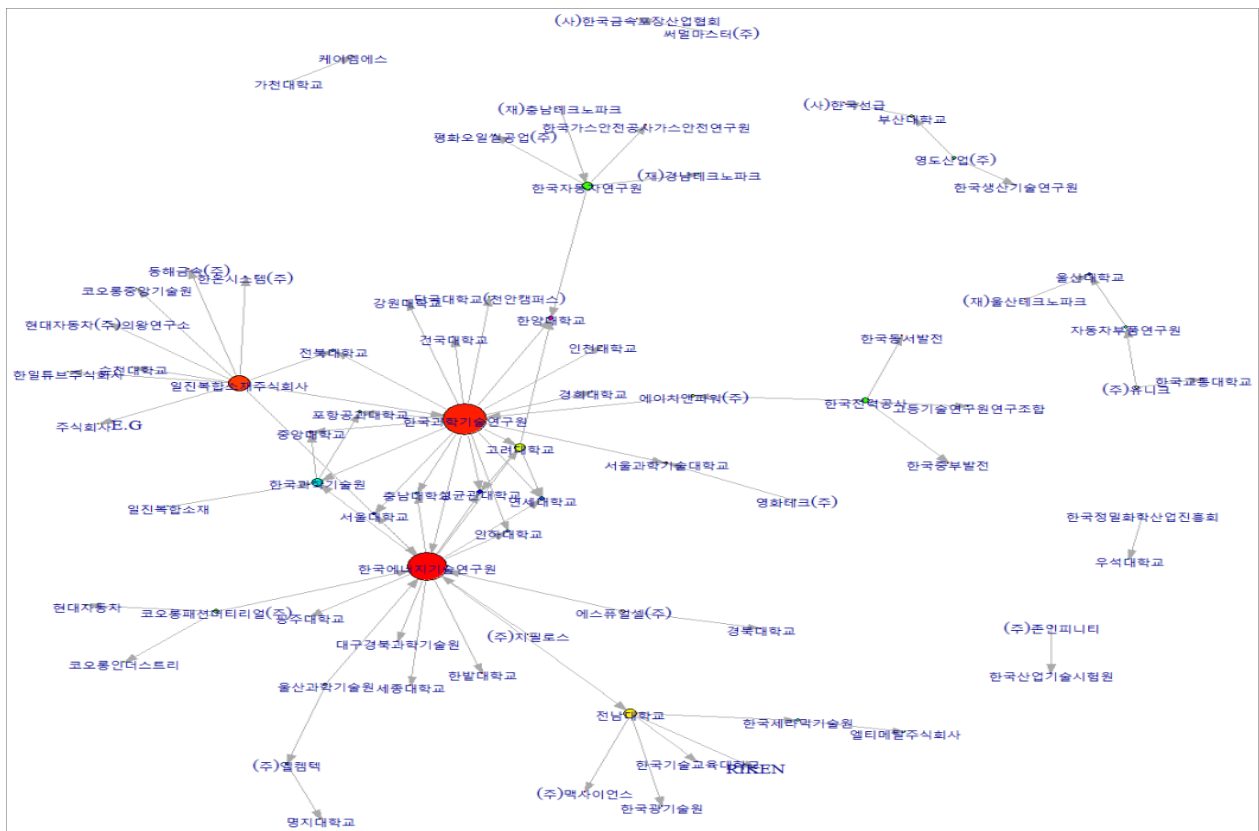 (사)한국금속포장산업협회
써멀마스터(주)
케이엠에스
가천대학교
(재)충남테크노파크
한국가스안전공사가스안전연구원
평화오일씰공업(주)
(재)경남테크노파크
한국자동차연구원
(사)한국선급
부산대학교
영도산업(주)
한국생산기술연구원
동해금속(주)
한온시스템(주)
코오롱중앙기술원
현대자동차(주)의왕연구소
순천대학교
한일튜브주식회사
일진복합소재주식회사
주식회사E.G
강원대학교
단국대학교(천안캠퍼스)
한양대학교
건국대학교
인천대학교
전북대학교
경희대학교
에이치앤파워(주)
포항공과대학교
한국과학기술연구원
중앙대학교
고려대학교
서울과학기술대학교
영화테크(주)
한국과학기술원
일진복합소재
서울대학교
충남대학교
성균관대학교
연세대학교
인하대학교
울산대학교
(재)울산테크노파크
자동차부품연구원
(주)유니크
한국교통대학교
한국동서발전
한국전력공사
고등기술연구원연구조합
한국중부발전
한국정밀화학산업진흥회
우석대학교
(주)존인피니티
한국산업기술시험원
한국에너지기술연구원
현대자동차
코오롱패션머티리얼(주)
공주대학교
코오롱인더스트리
대구경북과학기술원
(주)지필로스
에스퓨얼셀(주)
경북대학교
울산과학기술원
세종대학교
한밭대학교
전남대학교
한국세라믹기술원
엘티메탈주식회사
한국기술교육대학교
RIKEN
(주)맥사이언스
한국광기술원
(주)엘켐텍
명지대학교